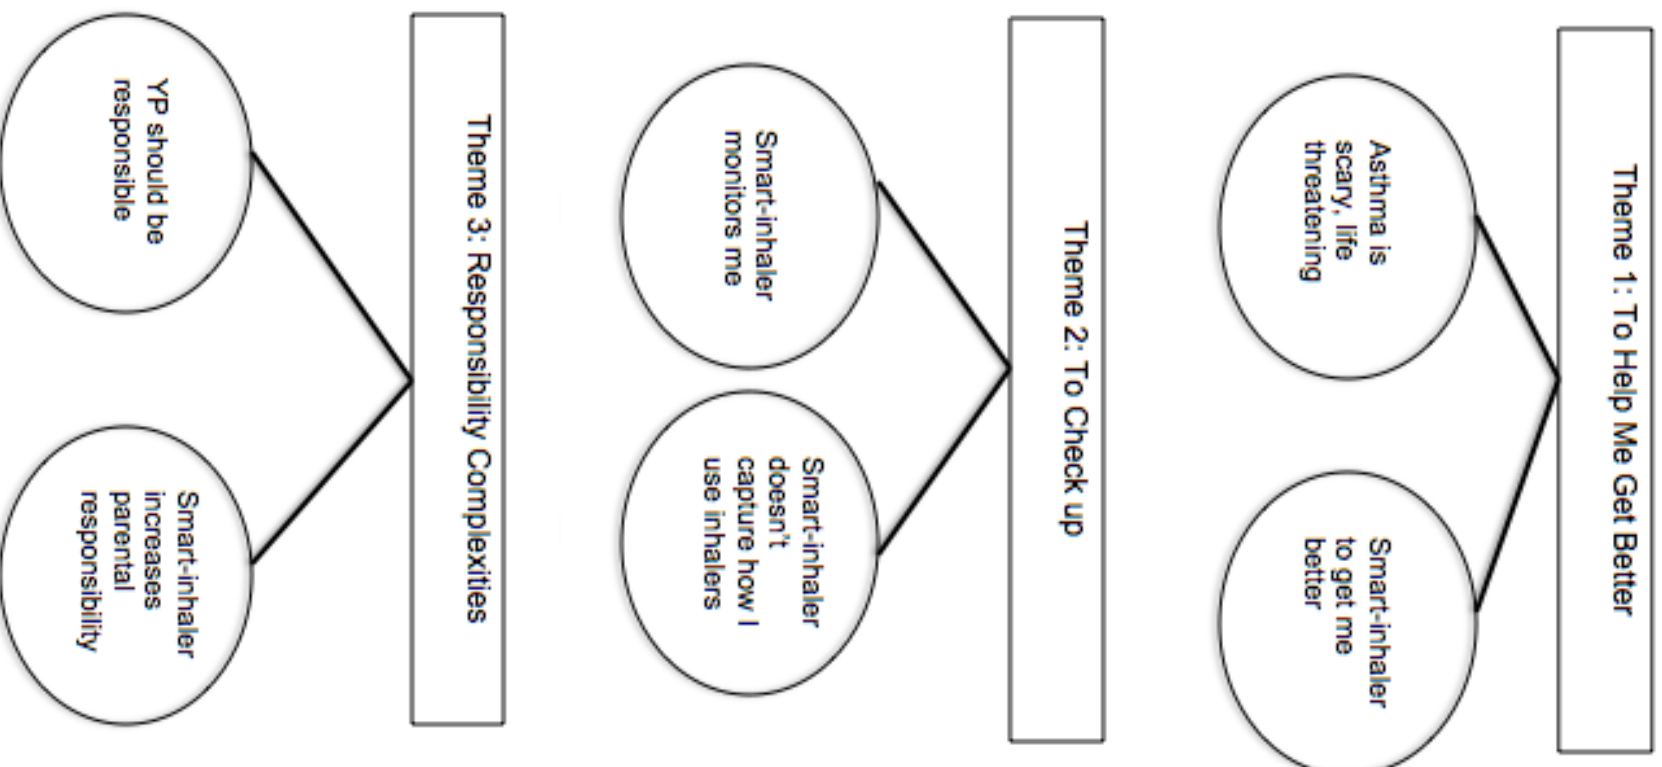 Theme 1: To Help Me Get Better
Asthma is
scary, life
threatening
Smart-inhaler
to get me
better
Theme 2: To Check up
Smart-inhaler
monitors me
Smart-inhaler
doesn't
capture how I
use inhalers
Theme 3: Responsibility Complexities
YP should be
responsible
Smart-inhaler
increases
parental
responsibility